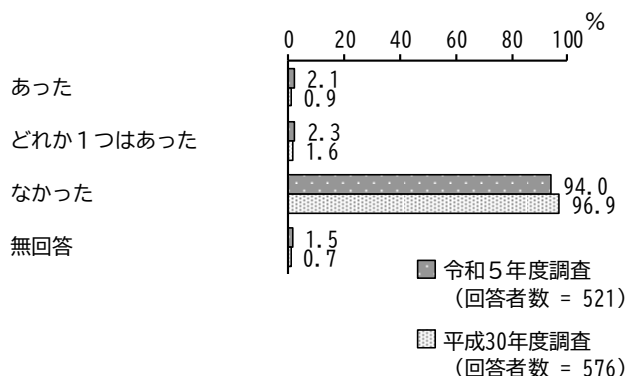 %
0 20 40 60 80 100
あった
2.1
0.9
どれか１つはあった
2.3
1.6
なかった
94.0
96.9
無回答
1.5
0.7
令和５年度調査
（回答者数 = 521）
平成30年度調査
（回答者数 = 576）